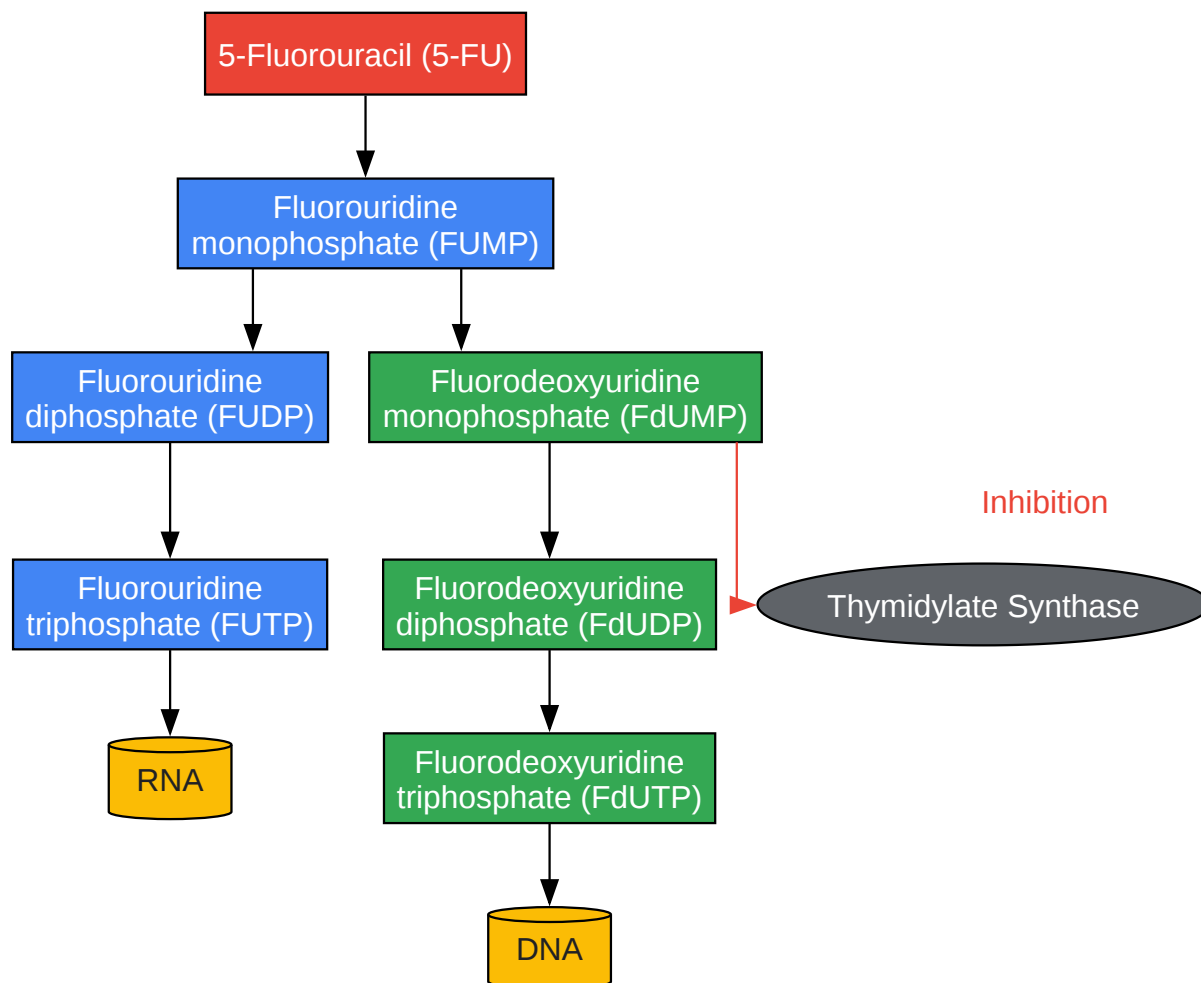 5-Fluorouracil (5-FU)
Fluorouridine
monophosphate (FUMP)
Fluorouridine
diphosphate (FUDP)
Fluorodeoxyuridine
monophosphate (FdUMP)
Inhibition
Fluorouridine
triphosphate (FUTP)
Fluorodeoxyuridine
diphosphate (FdUDP)
Thymidylate Synthase
RNA
Fluorodeoxyuridine
triphosphate (FdUTP)
DNA